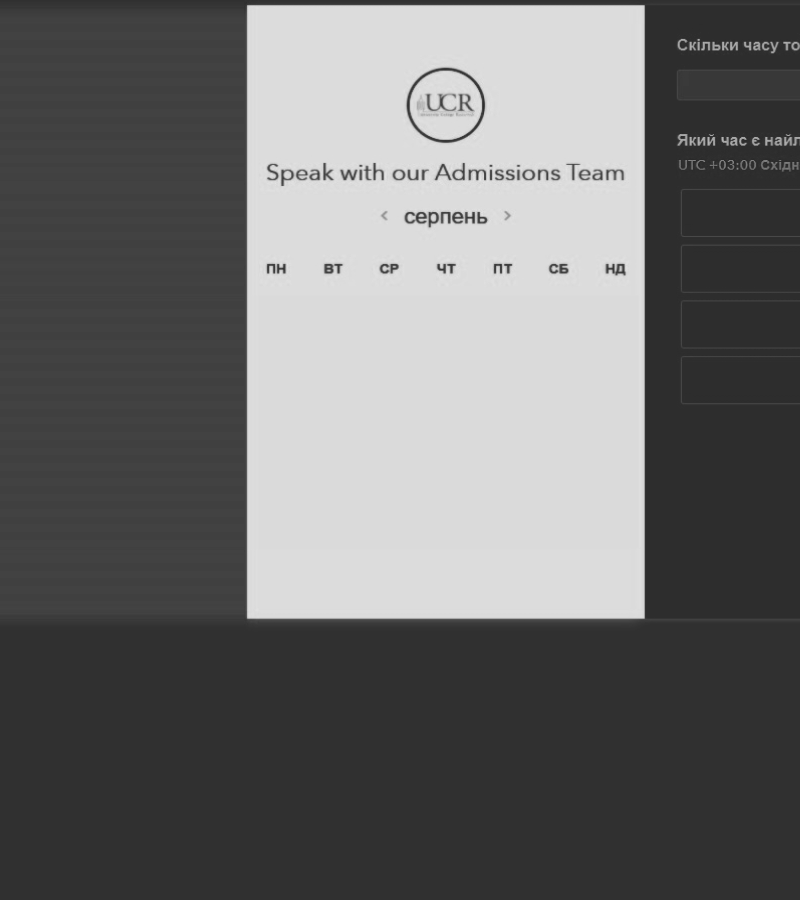 UCR
Speak with our Admissions Team
< серпень >
ПН ВТ СР ЧТ ПТ СБ НД
Скільки часу то
Який час є найл
UTC +03:00 Східн